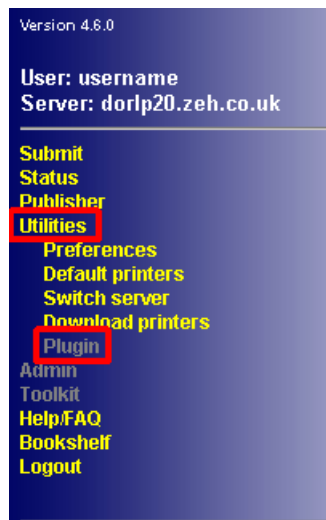 Version 4.6.0
User: username
Server: dorlp20.zeh.co.uk
Submit
Status
Publisher
Utilities
Preferences
Default printers
Switch server
Download printers
Plugin
Admin
Toolkit
Help/FAQ
Bookshelf
Logout